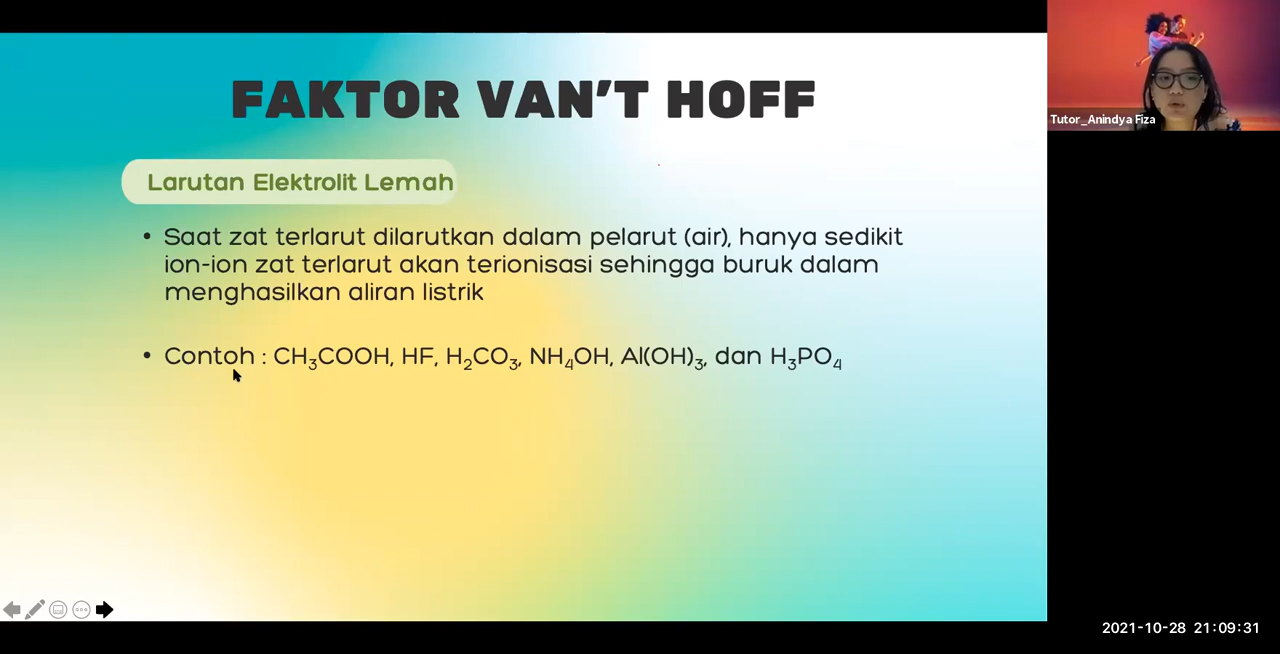 FAKTOR VAN'T HOFF
Larutan Elektrolit Lemah
• Saat zat terlarut dilarutkan dalam pelarut (air), hanya sedikit
ion-ion zat terlarut akan terionisasi sehingga buruk dalam
menghasilkan aliran listrik
• Contoh : CH₃COOH, HF, H₂CO₃, NH₄OH, Al(OH)₃, dan H₃PO₄
Tutor_Anindya Fiza
2021-10-28 21:09:31